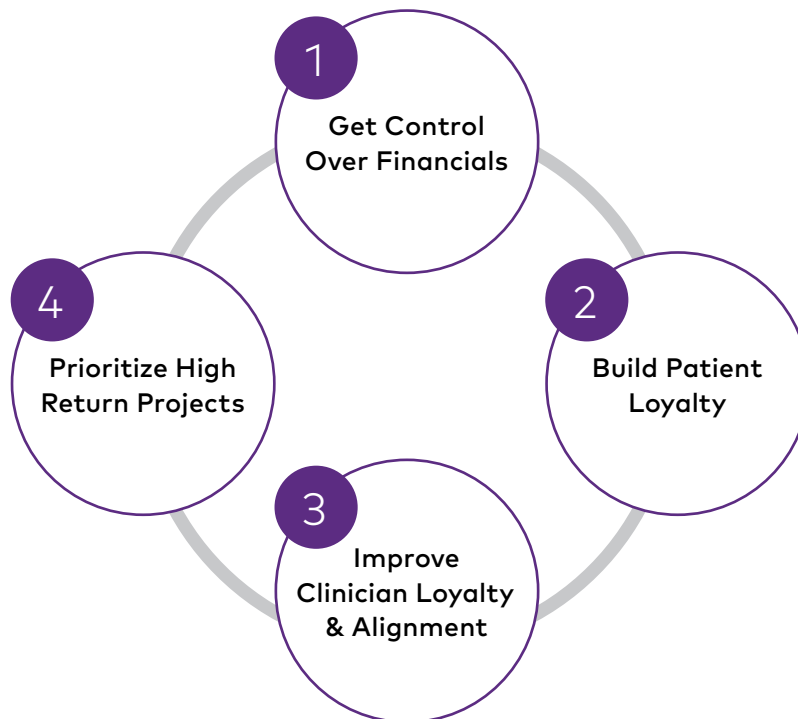 1
Get Control
Over Financials
2
Build Patient
Loyalty
3
Improve
Clinician Loyalty
& Alignment
4
Prioritize High
Return Projects